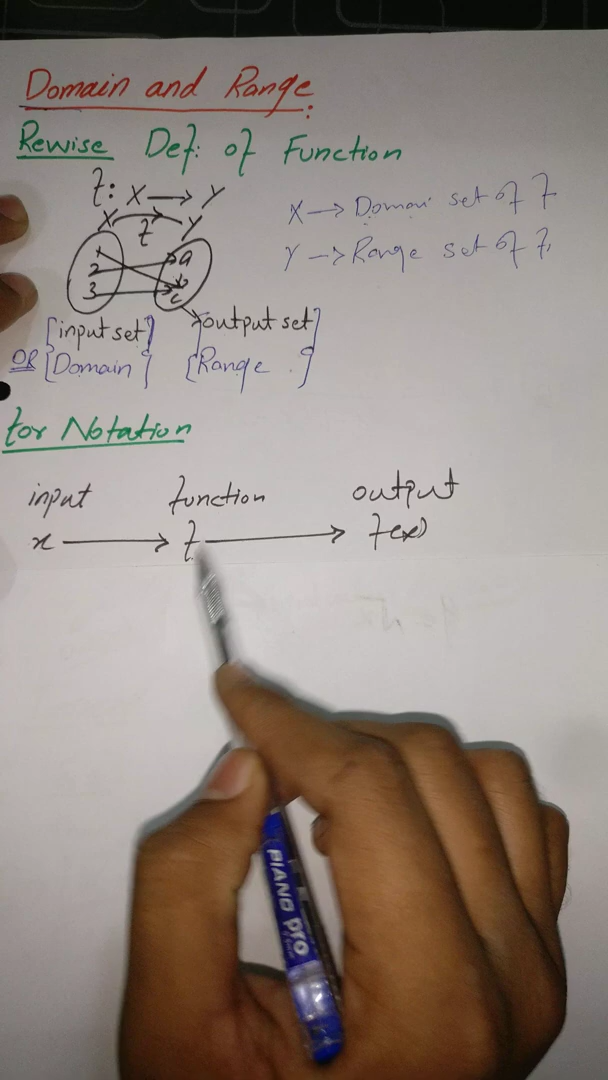 Domain and Range:
Rewise Def: of Function
f: X → Y
X f Y
1 a
2 b
3 c
X → Domain set of f
Y → Range set of f,
[input set] [output set]
OR [Domain] [Range.]
for Notation
input function output
x → f → f(x)
PIANO pro